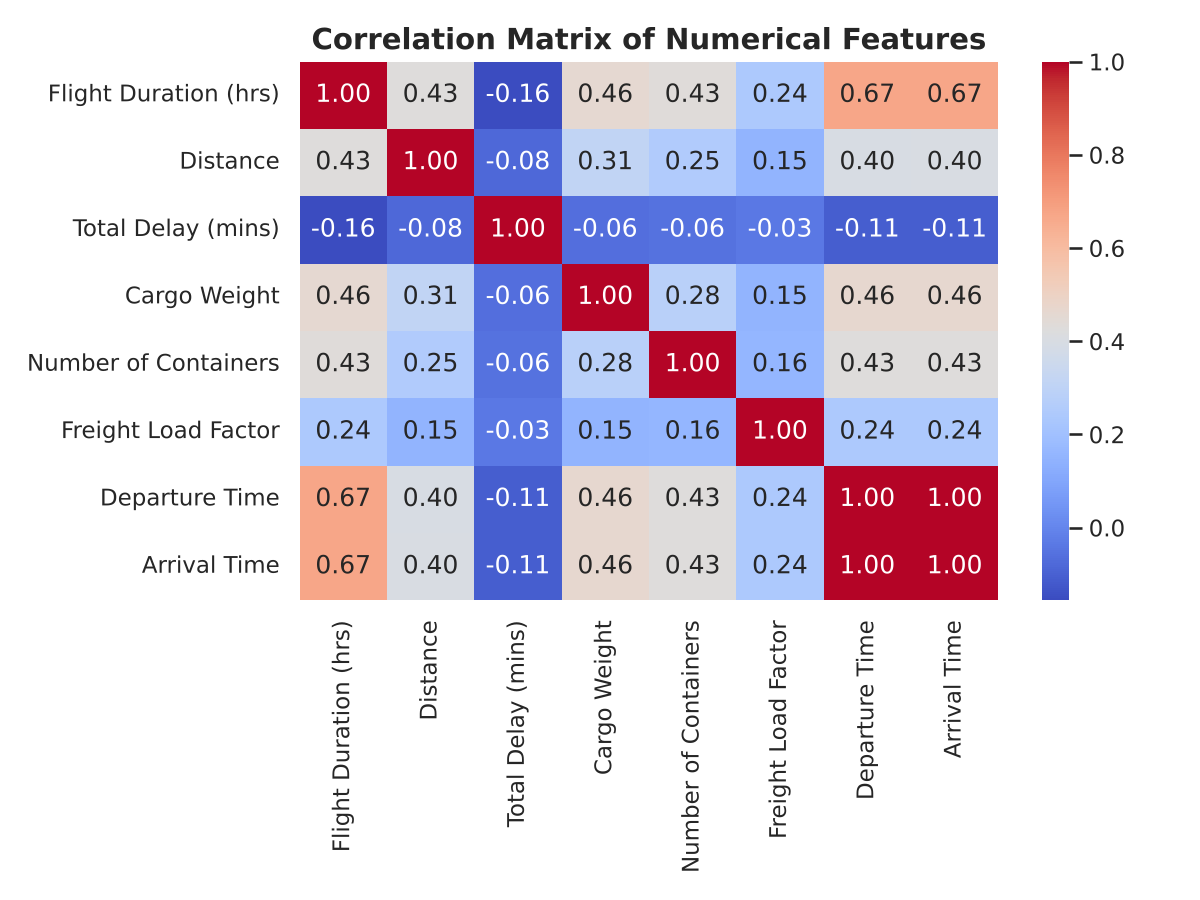 Correlation Matrix of Numerical Features
Flight Duration (hrs) 1.00 0.43 -0.16 0.46 0.43 0.24 0.67 0.67
Distance 0.43 1.00 -0.08 0.31 0.25 0.15 0.40 0.40
Total Delay (mins) -0.16 -0.08 1.00 -0.06 -0.06 -0.03 -0.11 -0.11
Cargo Weight 0.46 0.31 -0.06 1.00 0.28 0.15 0.46 0.46
Number of Containers 0.43 0.25 -0.06 0.28 1.00 0.16 0.43 0.43
Freight Load Factor 0.24 0.15 -0.03 0.15 0.16 1.00 0.24 0.24
Departure Time 0.67 0.40 -0.11 0.46 0.43 0.24 1.00 1.00
Arrival Time 0.67 0.40 -0.11 0.46 0.43 0.24 1.00 1.00
Flight Duration (hrs)
Distance
Total Delay (mins)
Cargo Weight
Number of Containers
Freight Load Factor
Departure Time
Arrival Time
1.0
0.8
0.6
0.4
0.2
0.0